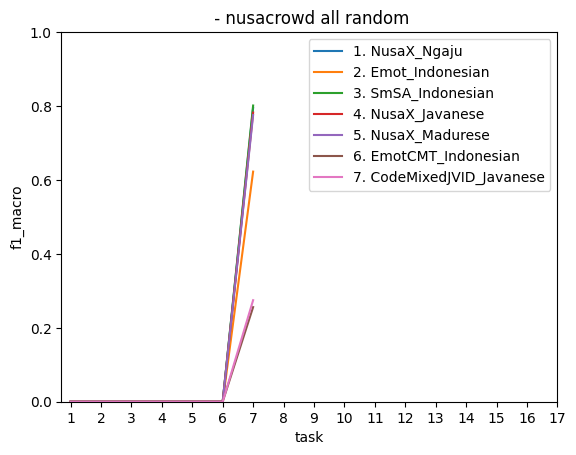 - nusacrowd all random
1. NusaX_Ngaju
2. Emot_Indonesian
3. SmSA_Indonesian
4. NusaX_Javanese
5. NusaX_Madurese
6. EmotCMT_Indonesian
7. CodeMixedJVID_Javanese
f1_macro
1.0
0.8
0.6
0.4
0.2
0.0
1 2 3 4 5 6 7 8 9 10 11 12 13 14 15 16 17
task